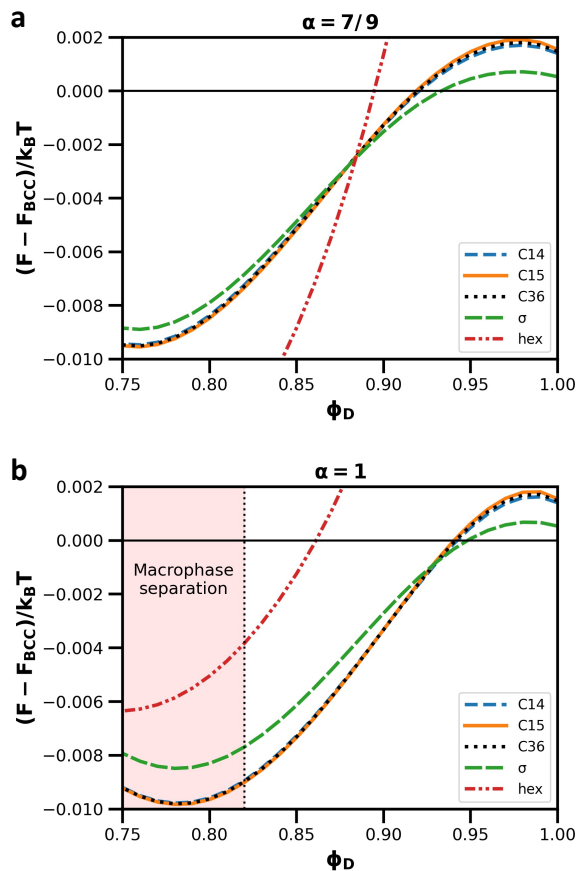 a
α = 7/9
0.002
0.000
−0.002
−0.004
−0.006
−0.008
−0.010
(F − F_BCC)/k_BT
C14
C15
C36
σ
hex
0.75 0.80 0.85 0.90 0.95 1.00
ϕ_D
b
α = 1
0.002
0.000
−0.002
−0.004
−0.006
−0.008
−0.010
(F − F_BCC)/k_BT
Macrophase
separation
C14
C15
C36
σ
hex
0.75 0.80 0.85 0.90 0.95 1.00
ϕ_D